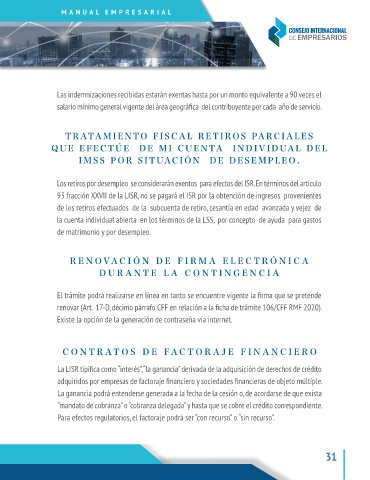 MANUAL EMPRESARIAL
CONSEJO INTERNACIONAL
DE EMPRESARIOS
Las indemnizaciones recibidas estarán exentas hasta por un monto equivalente a 90 veces el
salario mínimo general vigente del área geográfica del contribuyente por cada año de servicio.
TRATAMIENTO FISCAL RETIROS PARCIALES
QUE EFECTÚE DE MI CUENTA INDIVIDUAL DEL
IMSS POR SITUACIÓN DE DESEMPLEO.
Los retiros por desempleo se considerarán exentos para efectos del ISR. En términos del artículo
93 fracción XXVII de la LISR, no se pagará el ISR por la obtención de ingresos provenientes
de los retiros efectuados de la subcuenta de retiro, cesantía en edad avanzada y vejez de
la cuenta individual abierta en los términos de la LSS, por concepto de ayuda para gastos
de matrimonio y por desempleo.
RENOVACIÓN DE FIRMA ELECTRÓNICA
DURANTE LA CONTINGENCIA
El trámite podrá realizarse en línea en tanto se encuentre vigente la firma que se pretende
renovar (Art. 17-D, décimo párrafo CFF en relación a la ficha de trámite 106/CFF RMF 2020).
Existe la opción de la generación de contraseña vía internet.
CONTRATOS DE FACTORAJE FINANCIERO
La LISR tipifica como "interés", "la ganancia" derivada de la adquisición de derechos de crédito
adquiridos por empresas de factoraje financiero y sociedades financieras de objeto múltiple.
La ganancia podrá entenderse generada a la fecha de la cesión o, de acordarse de que exista
"mandato de cobranza" o "cobranza delegada" y hasta que se cobre el crédito correspondiente.
Para efectos regulatorios, el factoraje podrá ser "con recurso" o "sin recurso".
31